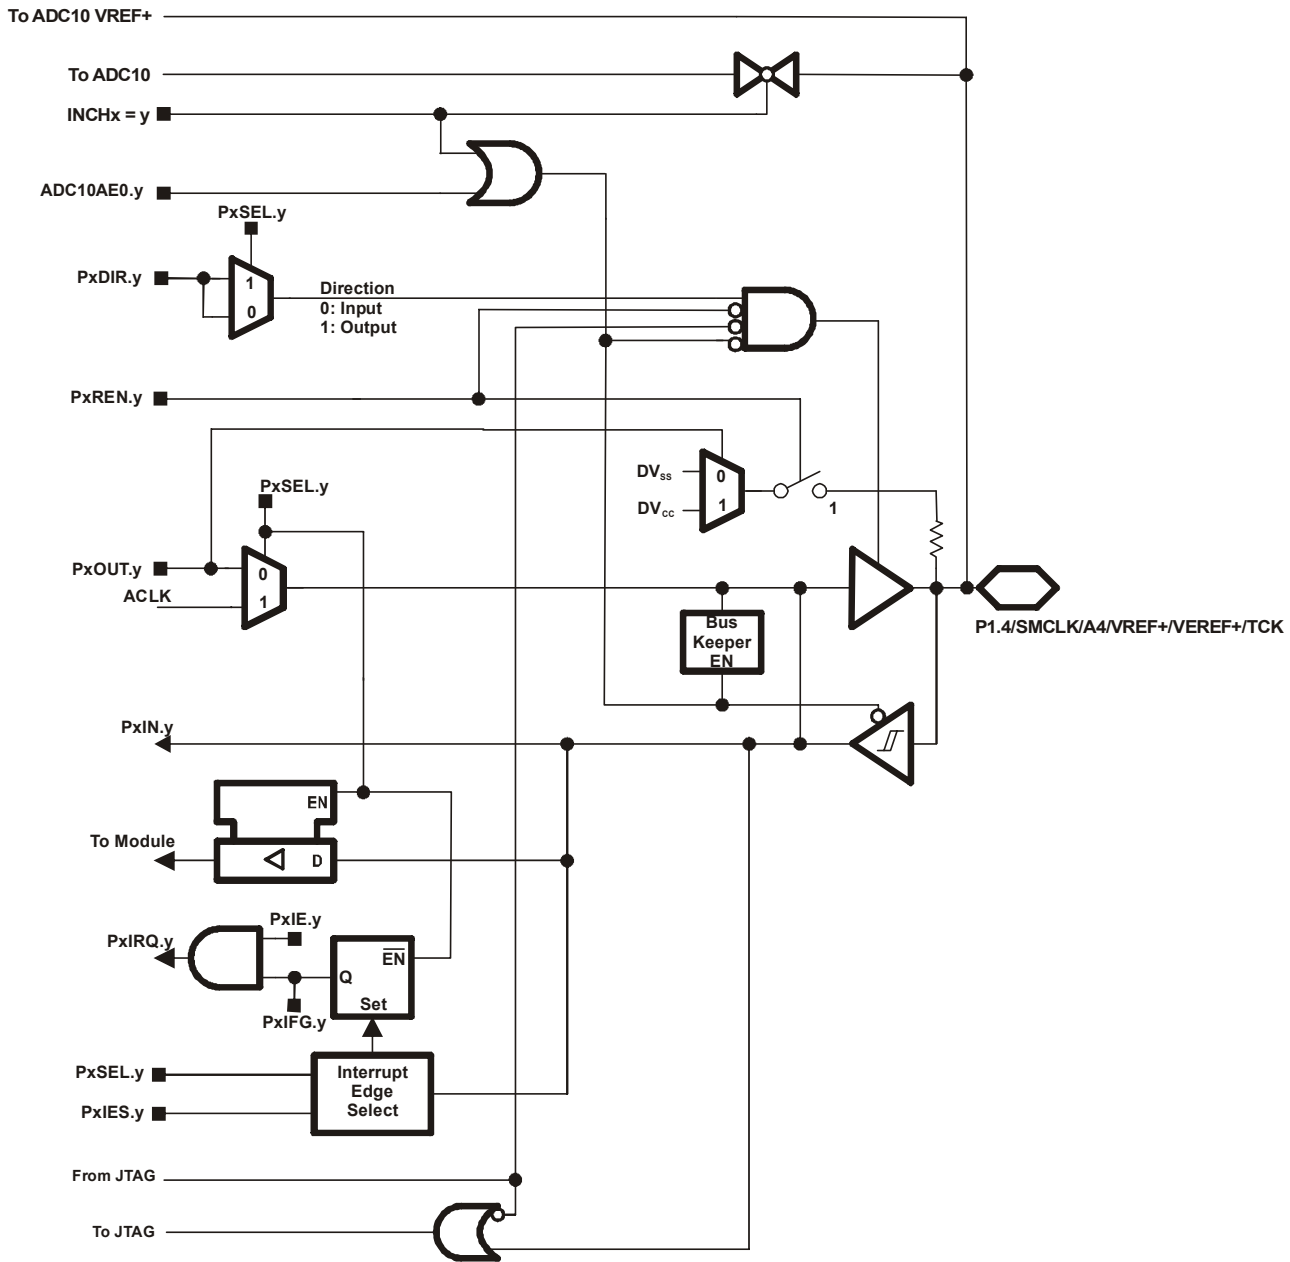 To ADC10 VREF+
To ADC10
INCHx = y
ADC10AE0.y
PxSEL.y
PxDIR.y
1
0
Direction
0: Input
1: Output
PxREN.y
DVss
DVcc
0
1
1
PxSEL.y
PxOUT.y
ACLK
0
1
Bus
Keeper
EN
P1.4/SMCLK/A4/VREF+/VEREF+/TCK
PxIN.y
EN
To Module
D
PxIE.y
PxIRQ.y
EN
Q
Set
PxIFG.y
PxSEL.y
PxIES.y
Interrupt
Edge
Select
From JTAG
To JTAG